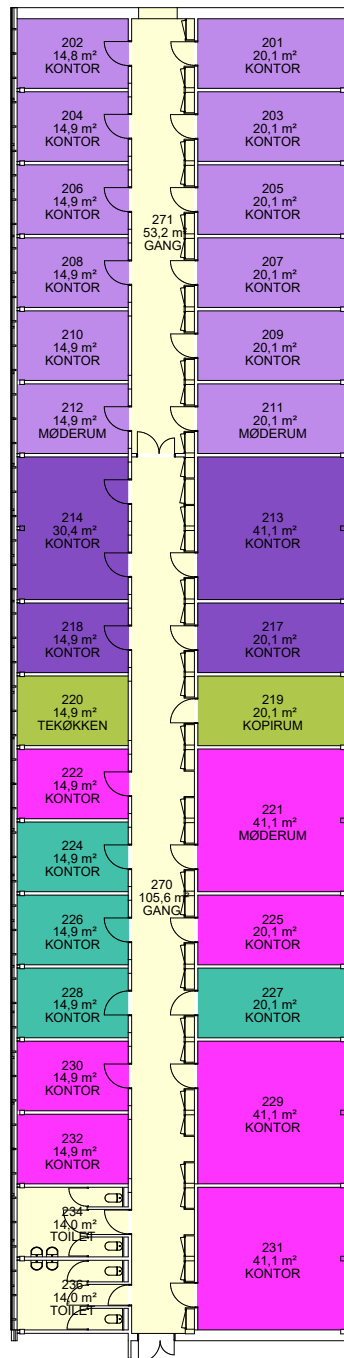 202
14,8 m²
KONTOR
201
20,1 m²
KONTOR
204
14,9 m²
KONTOR
203
20,1 m²
KONTOR
206
14,9 m²
KONTOR
205
20,1 m²
KONTOR
271
53,2 m²
GANG
208
14,9 m²
KONTOR
207
20,1 m²
KONTOR
210
14,9 m²
KONTOR
209
20,1 m²
KONTOR
212
14,9 m²
MØDERUM
211
20,1 m²
MØDERUM
214
30,4 m²
KONTOR
213
41,1 m²
KONTOR
218
14,9 m²
KONTOR
217
20,1 m²
KONTOR
220
14,9 m²
TEKØKKEN
219
20,1 m²
KOPIRUM
222
14,9 m²
KONTOR
221
41,1 m²
MØDERUM
224
14,9 m²
KONTOR
270
105,6 m²
GANG
226
14,9 m²
KONTOR
225
20,1 m²
KONTOR
228
14,9 m²
KONTOR
227
20,1 m²
KONTOR
230
14,9 m²
KONTOR
229
41,1 m²
KONTOR
232
14,9 m²
KONTOR
234
14,0 m²
TOILET
231
41,1 m²
KONTOR
236
14,0 m²
TOILET